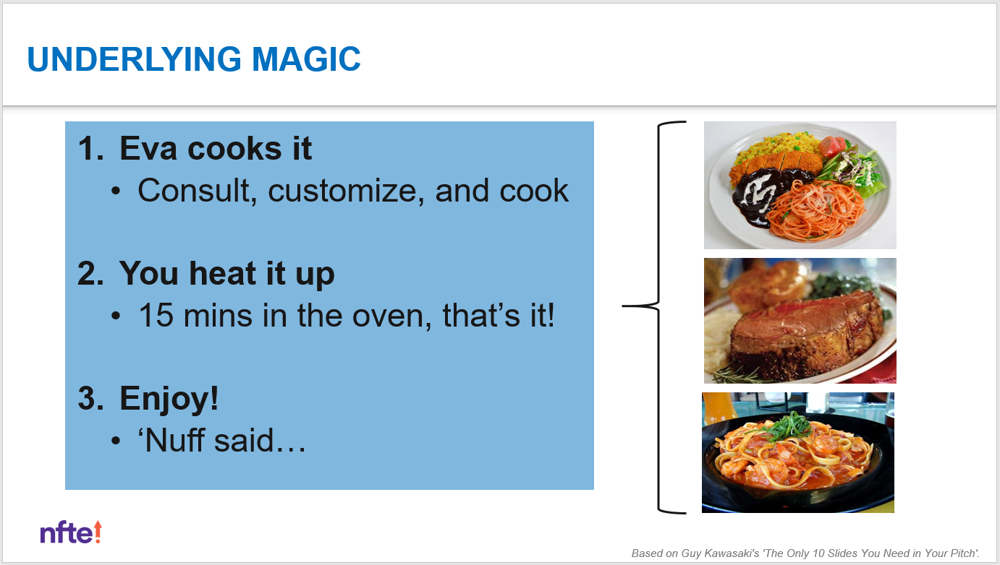 UNDERLYING MAGIC
1. Eva cooks it
• Consult, customize, and cook
2. You heat it up
• 15 mins in the oven, that’s it!
3. Enjoy!
• ‘Nuff said…
nfte!
Based on Guy Kawasaki's 'The Only 10 Slides You Need in Your Pitch'.